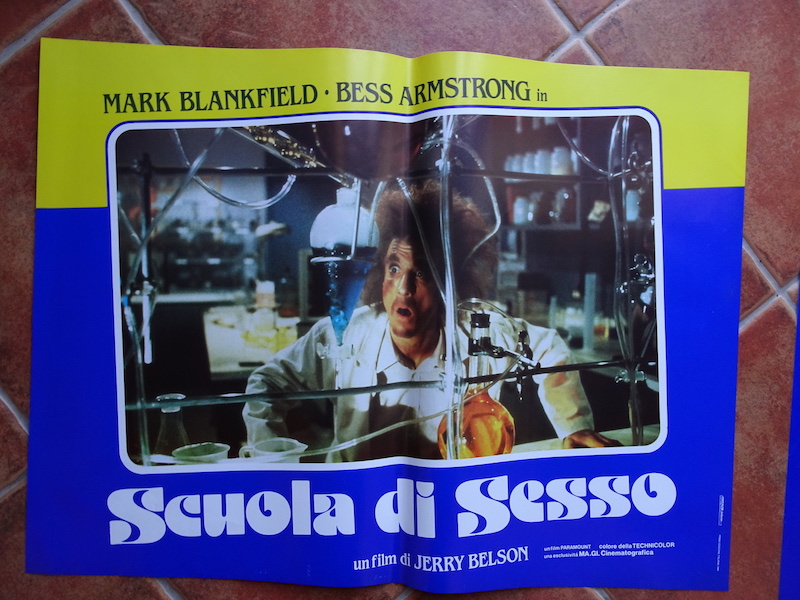 MARK BLANKFIELD · BESS ARMSTRONG in
Scuola di Sesso
un film di JERRY BELSON
un film PARAMOUNT colore della TECHNICOLOR
una esclusività MA.GI. Cinematografica